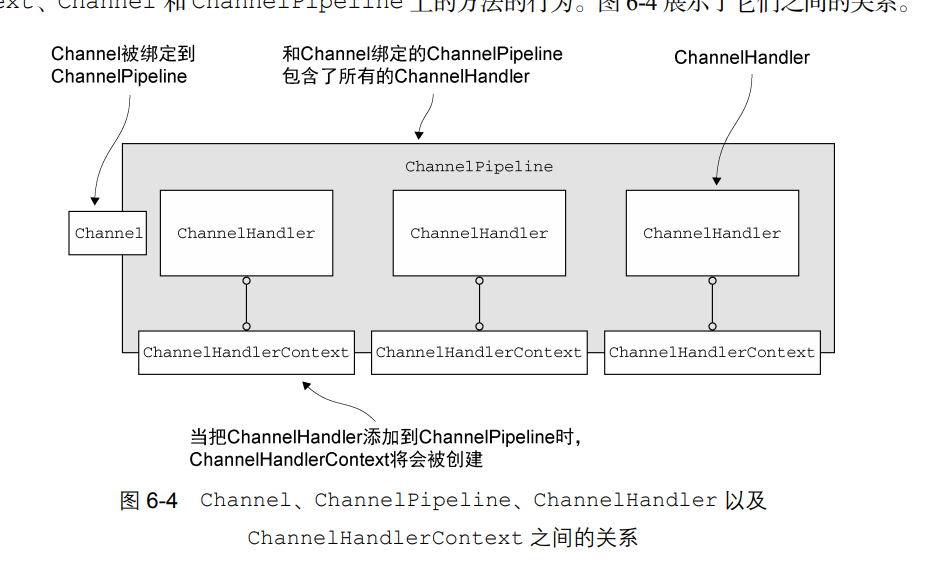 ext、Channel 和 ChannelPipeline 上的方法的行为。图 6-4 展示了它们之间的关系。
Channel被绑定到
ChannelPipeline
和Channel绑定的ChannelPipeline
包含了所有的ChannelHandler
ChannelHandler
ChannelPipeline
Channel
ChannelHandler
ChannelHandler
ChannelHandler
ChannelHandlerContext
ChannelHandlerContext
ChannelHandlerContext
当把ChannelHandler添加到ChannelPipeline时，
ChannelHandlerContext将会被创建
图 6-4 Channel、ChannelPipeline、ChannelHandler 以及
ChannelHandlerContext 之间的关系